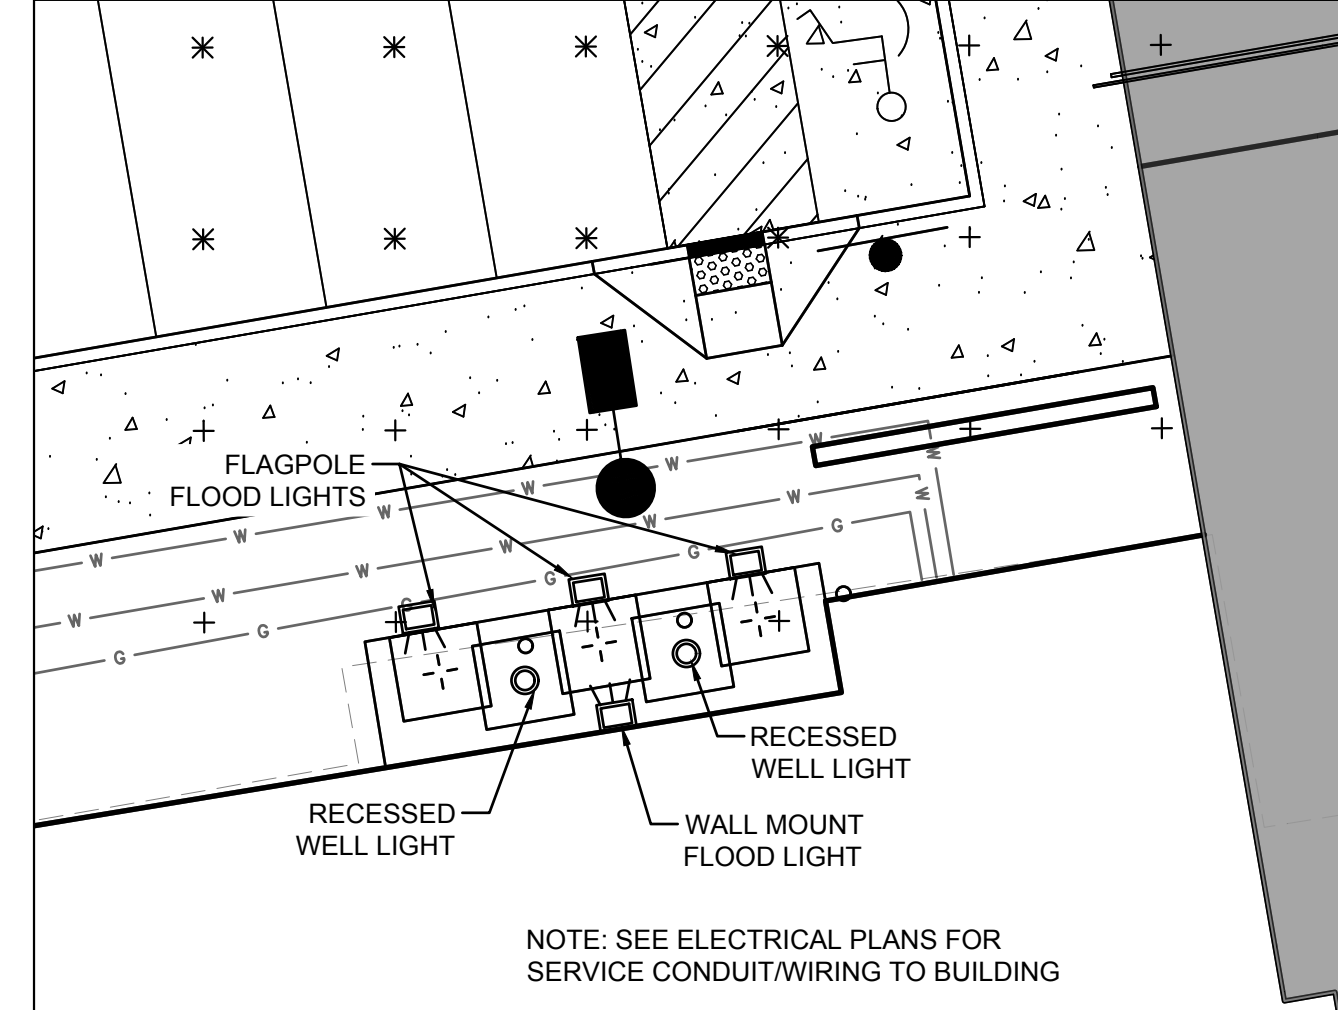 FLAGPOLE
FLOOD LIGHTS
W W W W W
W W W W W W
W W
G G G G G G
RECESSED
WELL LIGHT
RECESSED
WELL LIGHT
WALL MOUNT
FLOOD LIGHT
NOTE: SEE ELECTRICAL PLANS FOR
SERVICE CONDUIT/WIRING TO BUILDING